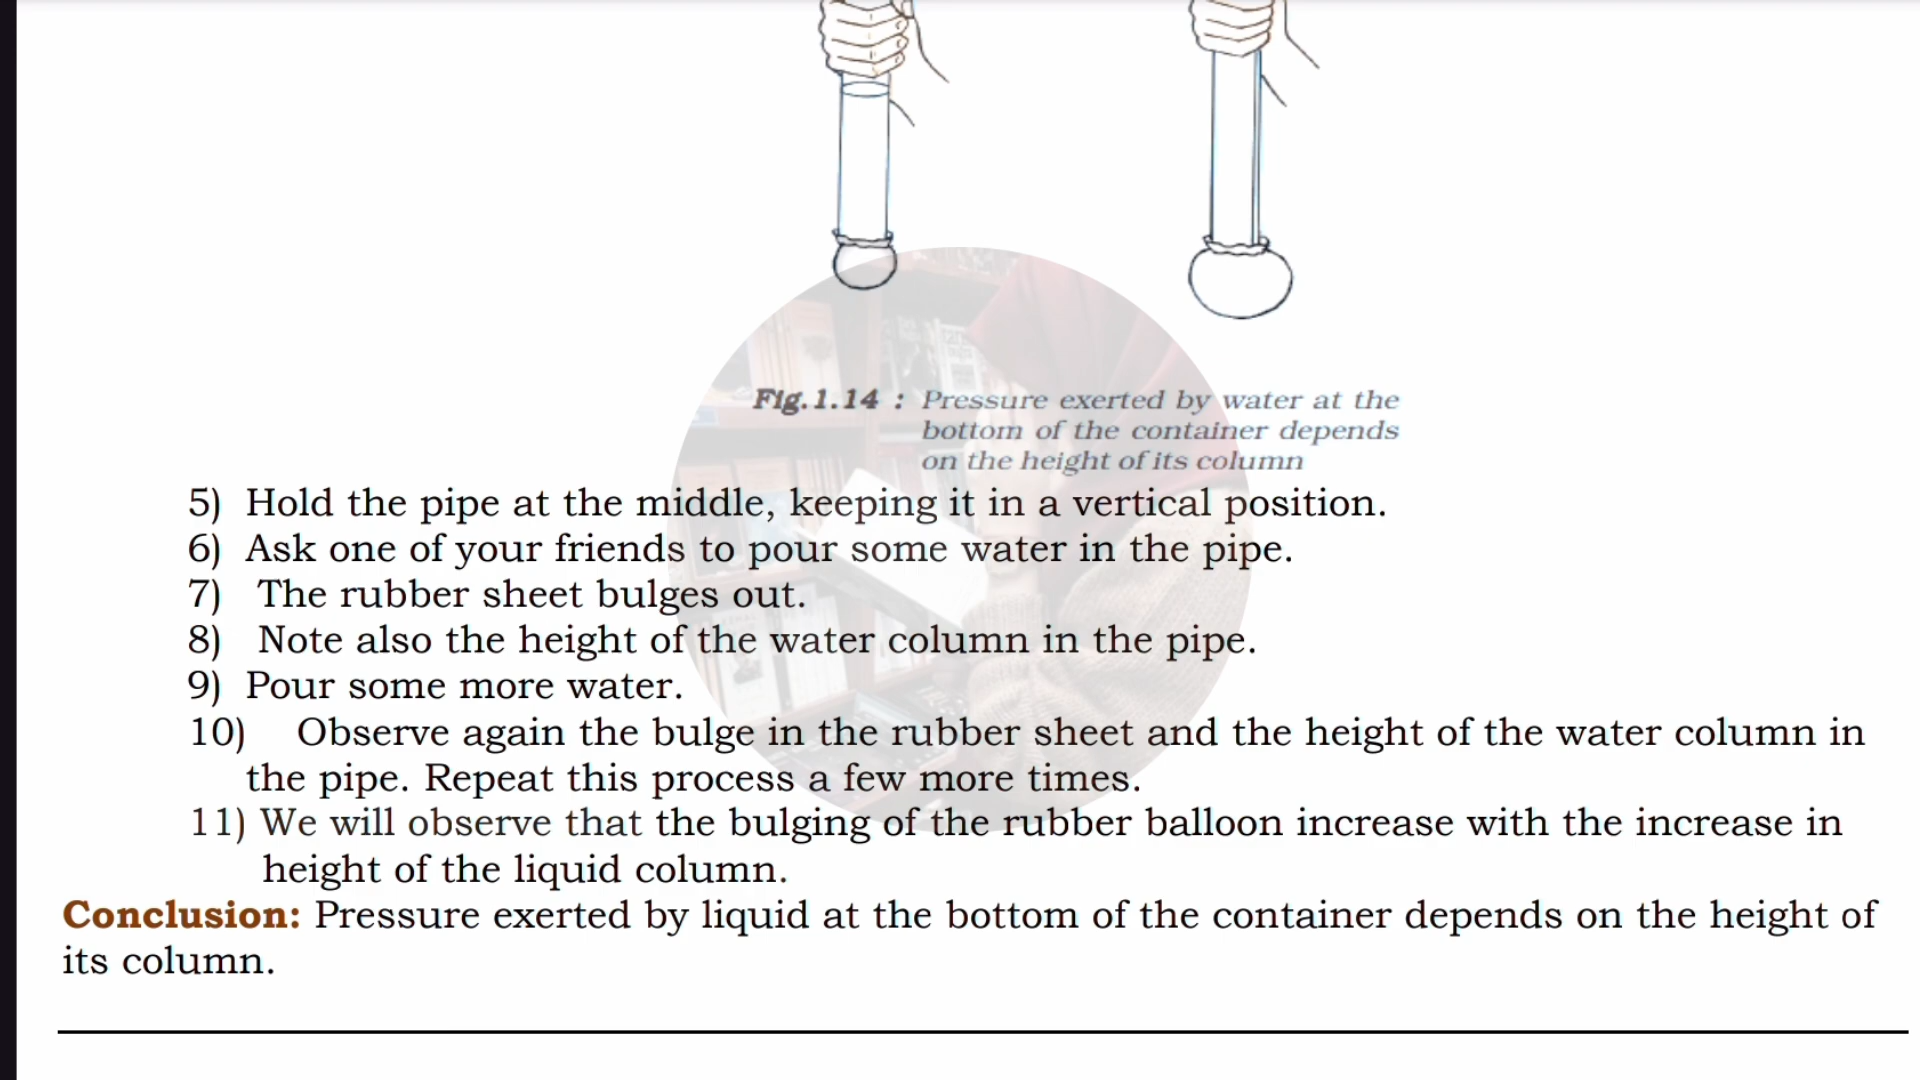 Fig.1.14 : Pressure exerted by water at the
bottom of the container depends
on the height of its column
5) Hold the pipe at the middle, keeping it in a vertical position.
6) Ask one of your friends to pour some water in the pipe.
7) The rubber sheet bulges out.
8) Note also the height of the water column in the pipe.
9) Pour some more water.
10) Observe again the bulge in the rubber sheet and the height of the water column in
the pipe. Repeat this process a few more times.
11) We will observe that the bulging of the rubber balloon increase with the increase in
height of the liquid column.
Conclusion: Pressure exerted by liquid at the bottom of the container depends on the height of
its column.